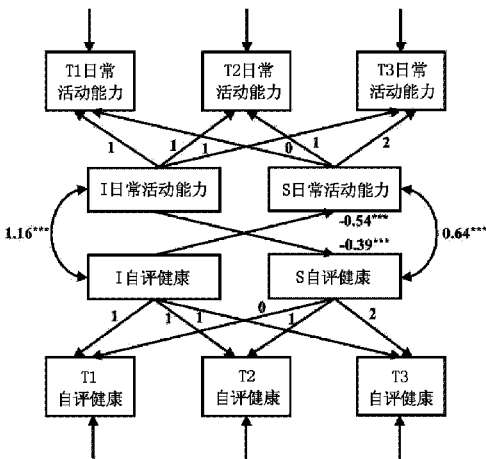 T1日常
活动能力
T2日常
活动能力
T3日常
活动能力
1
1
1
0
1
2
I日常活动能力
S日常活动能力
1.16***
-0.54***
-0.39***
0.64***
I自评健康
S自评健康
1
1
1
0
1
2
T1
自评健康
T2
自评健康
T3
自评健康